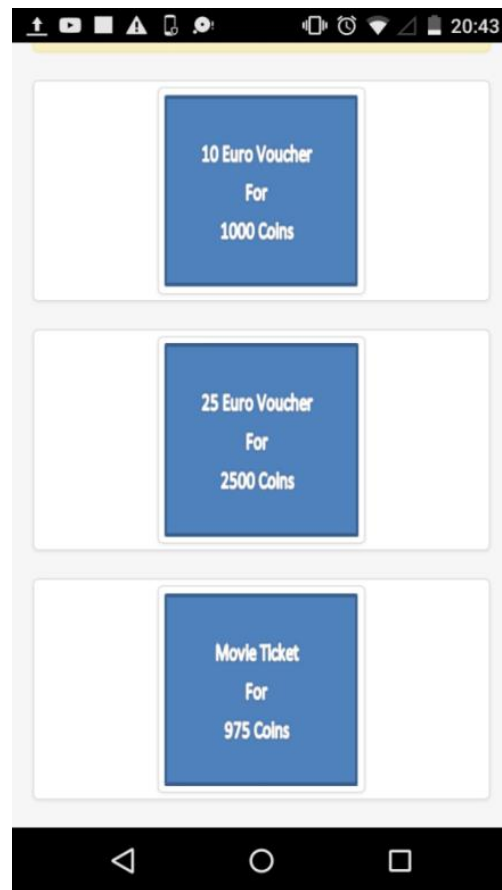 20:43
10 Euro Voucher
For
1000 Coins
25 Euro Voucher
For
2500 Coins
Movie Ticket
For
975 Coins